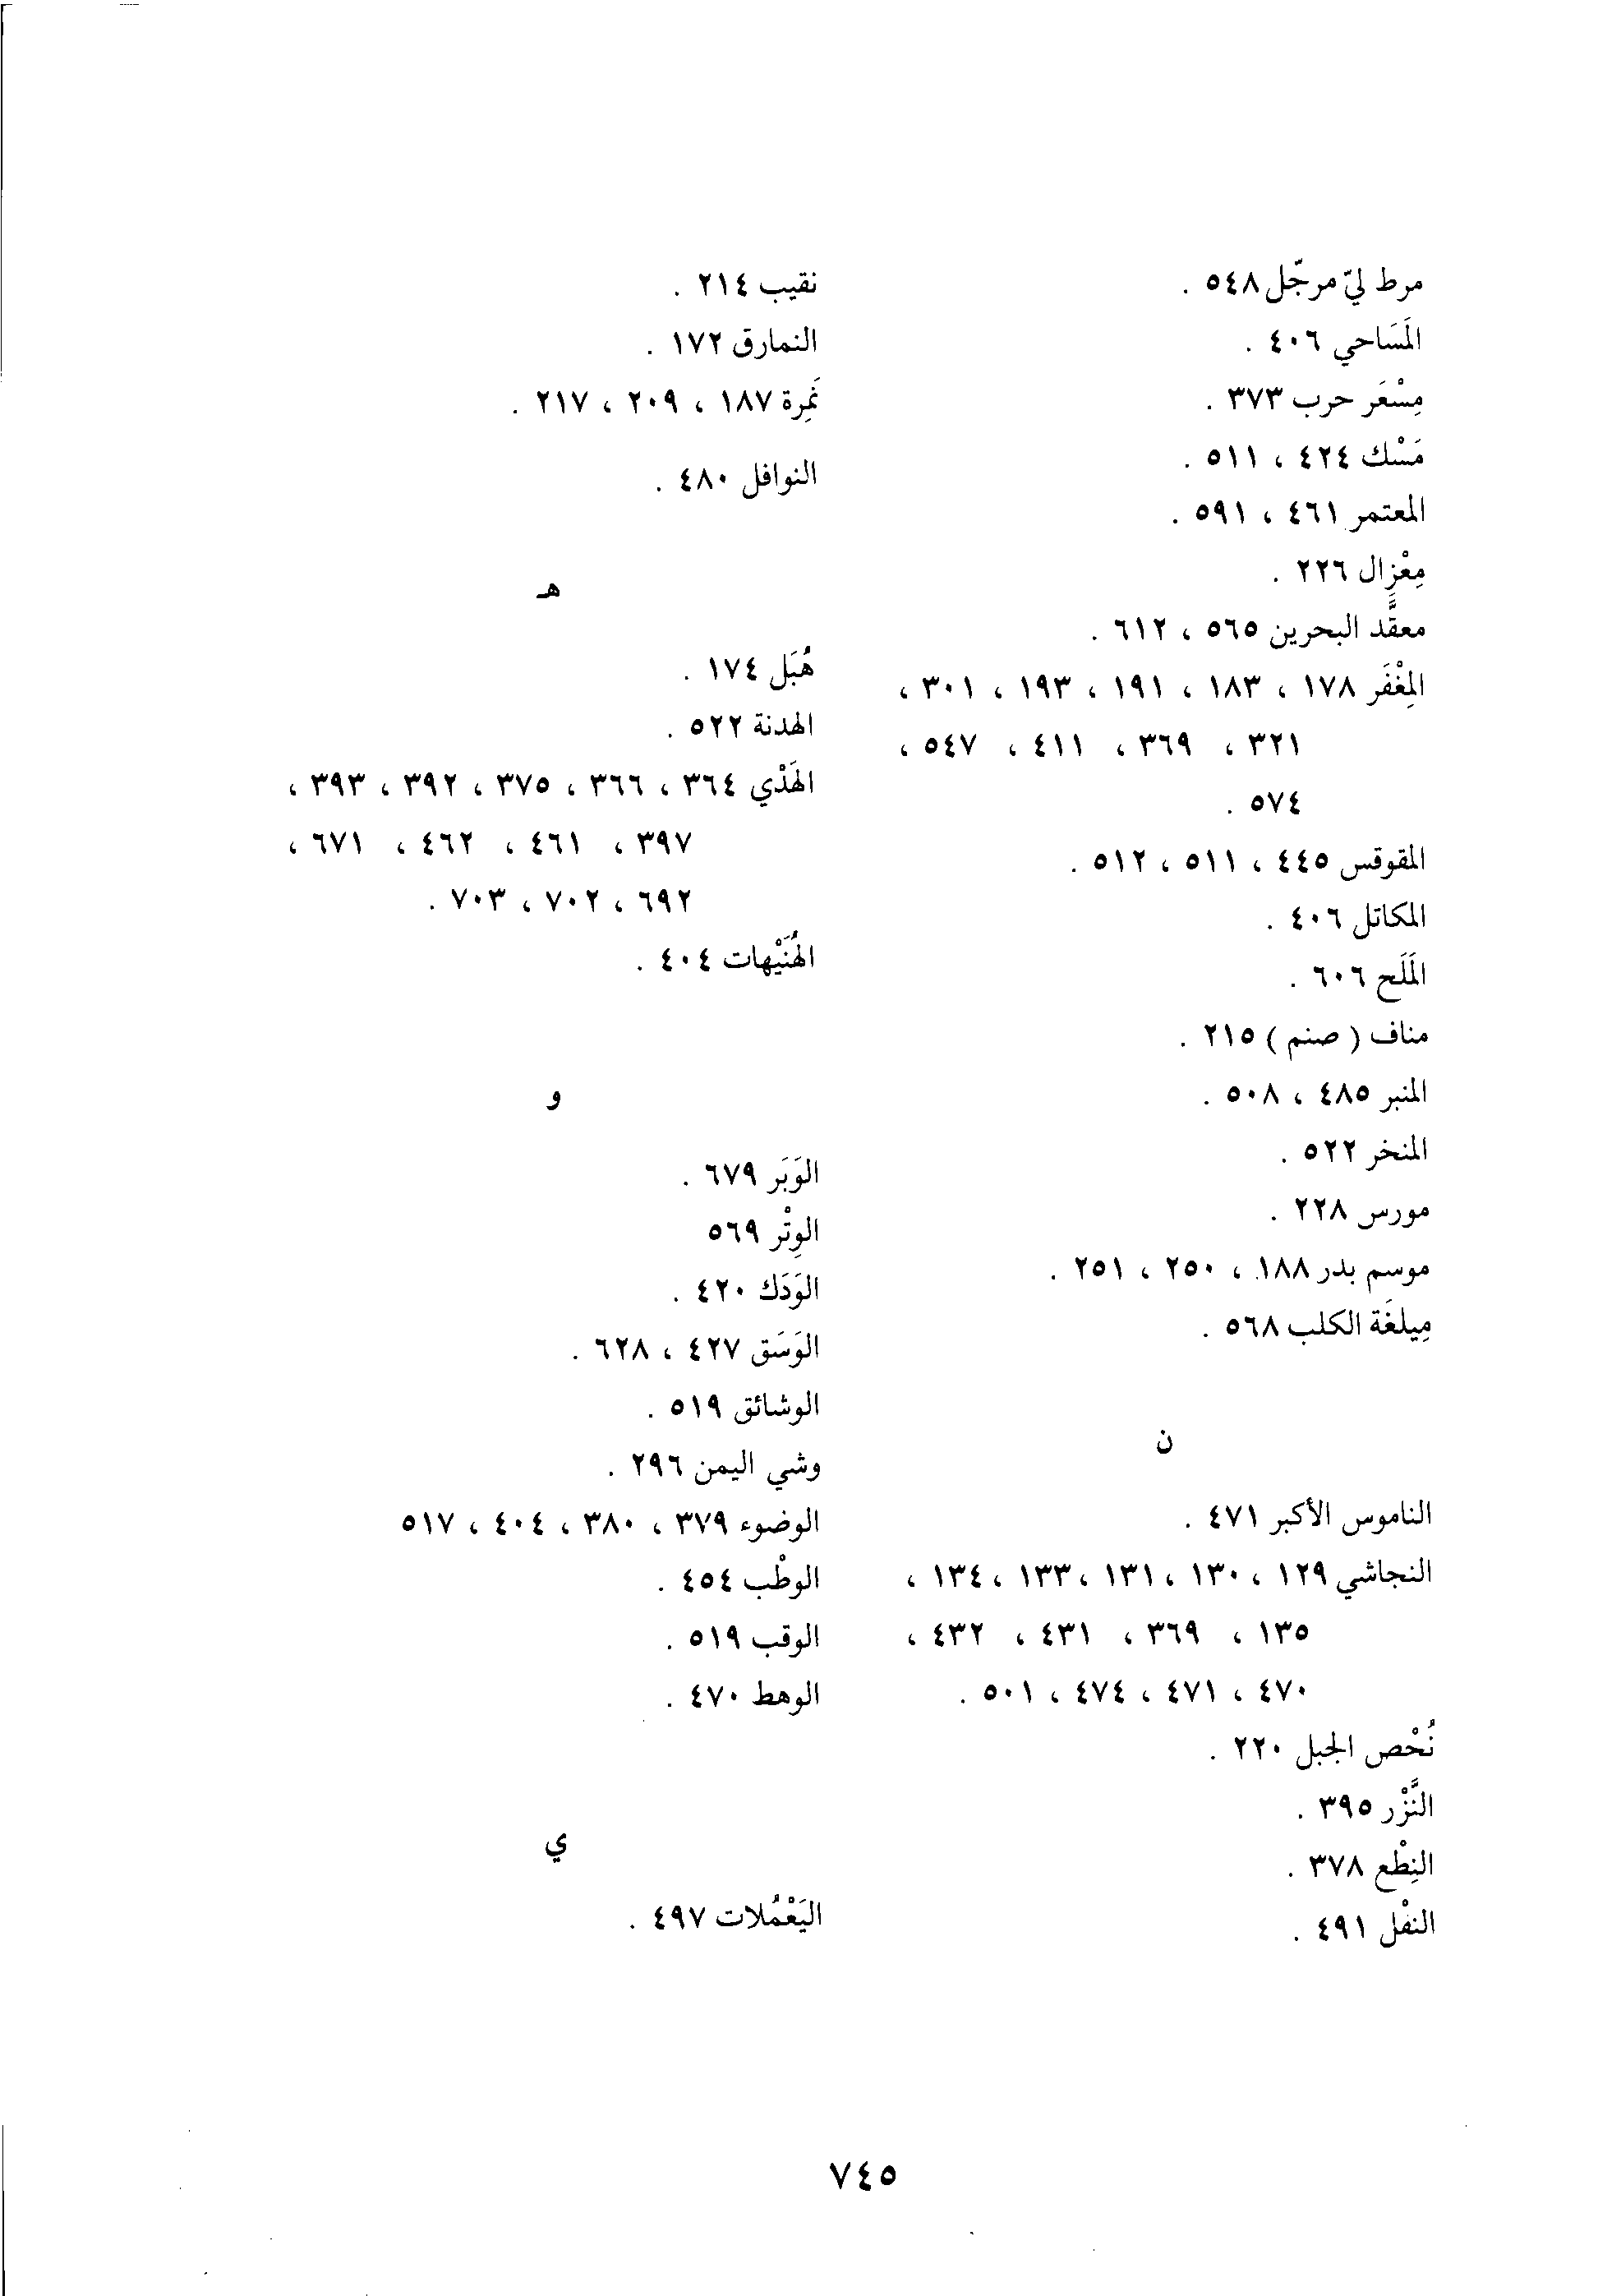 مرط ليّ مرجّل ٥٤٨ .
المَسَاحي ٤٠٦ .
مِسْعَر حرب ٣٧٣ .
مَسْك ٤٢٤ ، ٥١١ .
المعتمر ٤٦١ ، ٥٩١ .
مِعْزال ٢٢٦ .
معقَّد البحرين ٥٦٥ ، ٦١٢ .
المِغْفَر ١٧٨ ، ١٨٣ ، ١٩١ ، ١٩٣ ، ٣٠١ ،
٣٢١ ، ٣٦٩ ، ٤١١ ، ٥٤٧ ،
٥٧٤ .
المقوقس ٤٤٥ ، ٥١١ ، ٥١٢ .
المكاتل ٤٠٦ .
المَلَح ٦٠٦ .
مناف ( صنم ) ٢١٥ .
المنبر ٤٨٥ ، ٥٠٨ .
المنخر ٥٢٢ .
مورس ٢٢٨ .
موسم بدر ١٨٨ ، ٢٥٠ ، ٢٥١ .
مِيلغَة الكلب ٥٦٨ .
ن
الناموس الأكبر ٤٧١ .
النجاشي ١٢٩ ، ١٣٠ ، ١٣١ ، ١٣٣ ، ١٣٤ ،
١٣٥ ، ٣٦٩ ، ٤٣١ ، ٤٣٢ ،
٤٧٠ ، ٤٧١ ، ٤٧٤ ، ٥٠١ .
نُحْص الجبل ٢٢٠ .
النَّزْر ٣٩٥ .
النِطْع ٣٧٨ .
النفْل ٤٩١ .
نقيب ٢١٤ .
النمارق ١٧٢ .
نَمِرة ١٨٧ ، ٢٠٩ ، ٢١٧ .
النوافل ٤٨٠ .
هـ
هُبَل ١٧٤ .
الهدنة ٥٢٢ .
الهَدْي ٣٦٤ ، ٣٦٦ ، ٣٧٥ ، ٣٩٢ ، ٣٩٣ ،
٣٩٧ ، ٤٦١ ، ٤٦٢ ، ٦٧١ ،
٦٩٢ ، ٧٠٢ ، ٧٠٣ .
الهُنَيْهات ٤٠٤ .
و
الوَبَر ٦٧٩ .
الوِتْر ٥٦٩
الوَدَك ٤٢٠ .
الوَسَق ٤٢٧ ، ٦٢٨ .
الوشائق ٥١٩ .
وشي اليمن ٢٩٦ .
الوضوء ٣٧٩ ، ٣٨٠ ، ٤٠٤ ، ٥١٧
الوطْب ٤٥٤ .
الوقب ٥١٩ .
الوهط ٤٧٠ .
ي
اليَعْمُلات ٤٩٧ .
٧٤٥